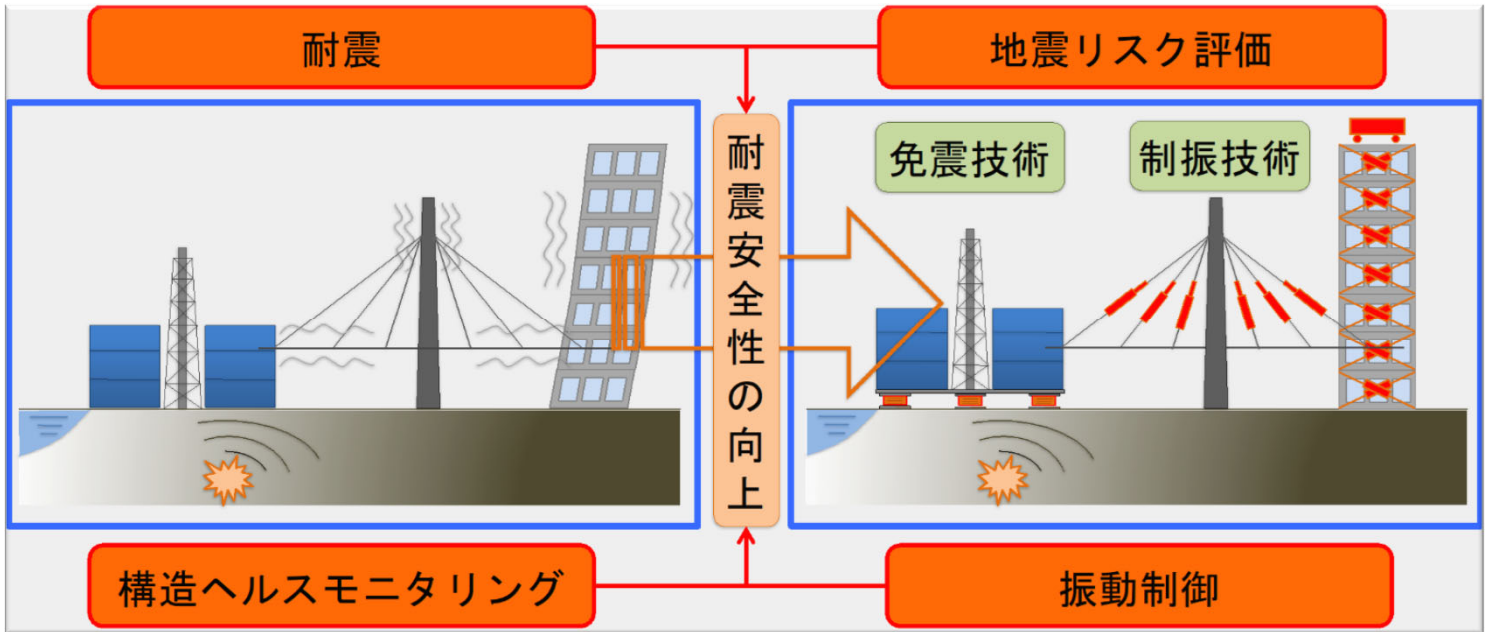 耐震
地震リスク評価
免震技術
制振技術
耐震安全性の向上
構造ヘルスモニタリング
振動制御